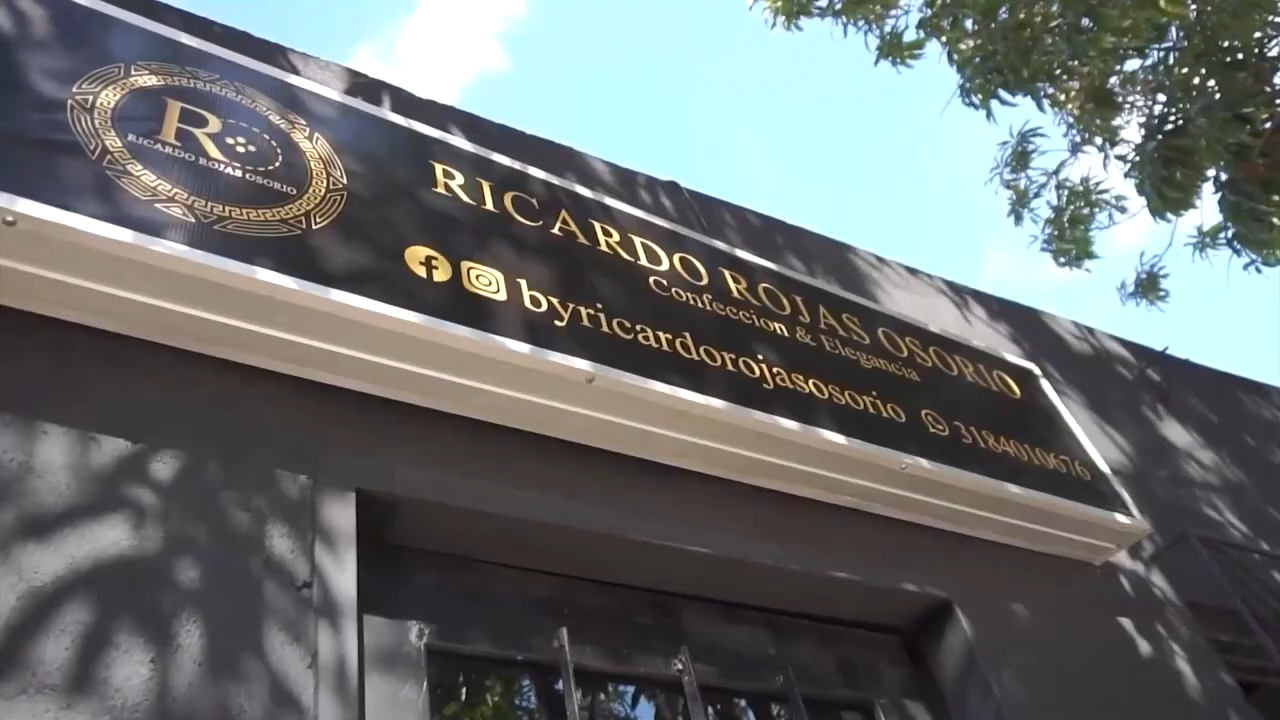 R
RICARDO ROJAS OSORIO
RICARDO ROJAS OSORIO
Confeccion & Elegancia
byricardorojasosorio
3184010676